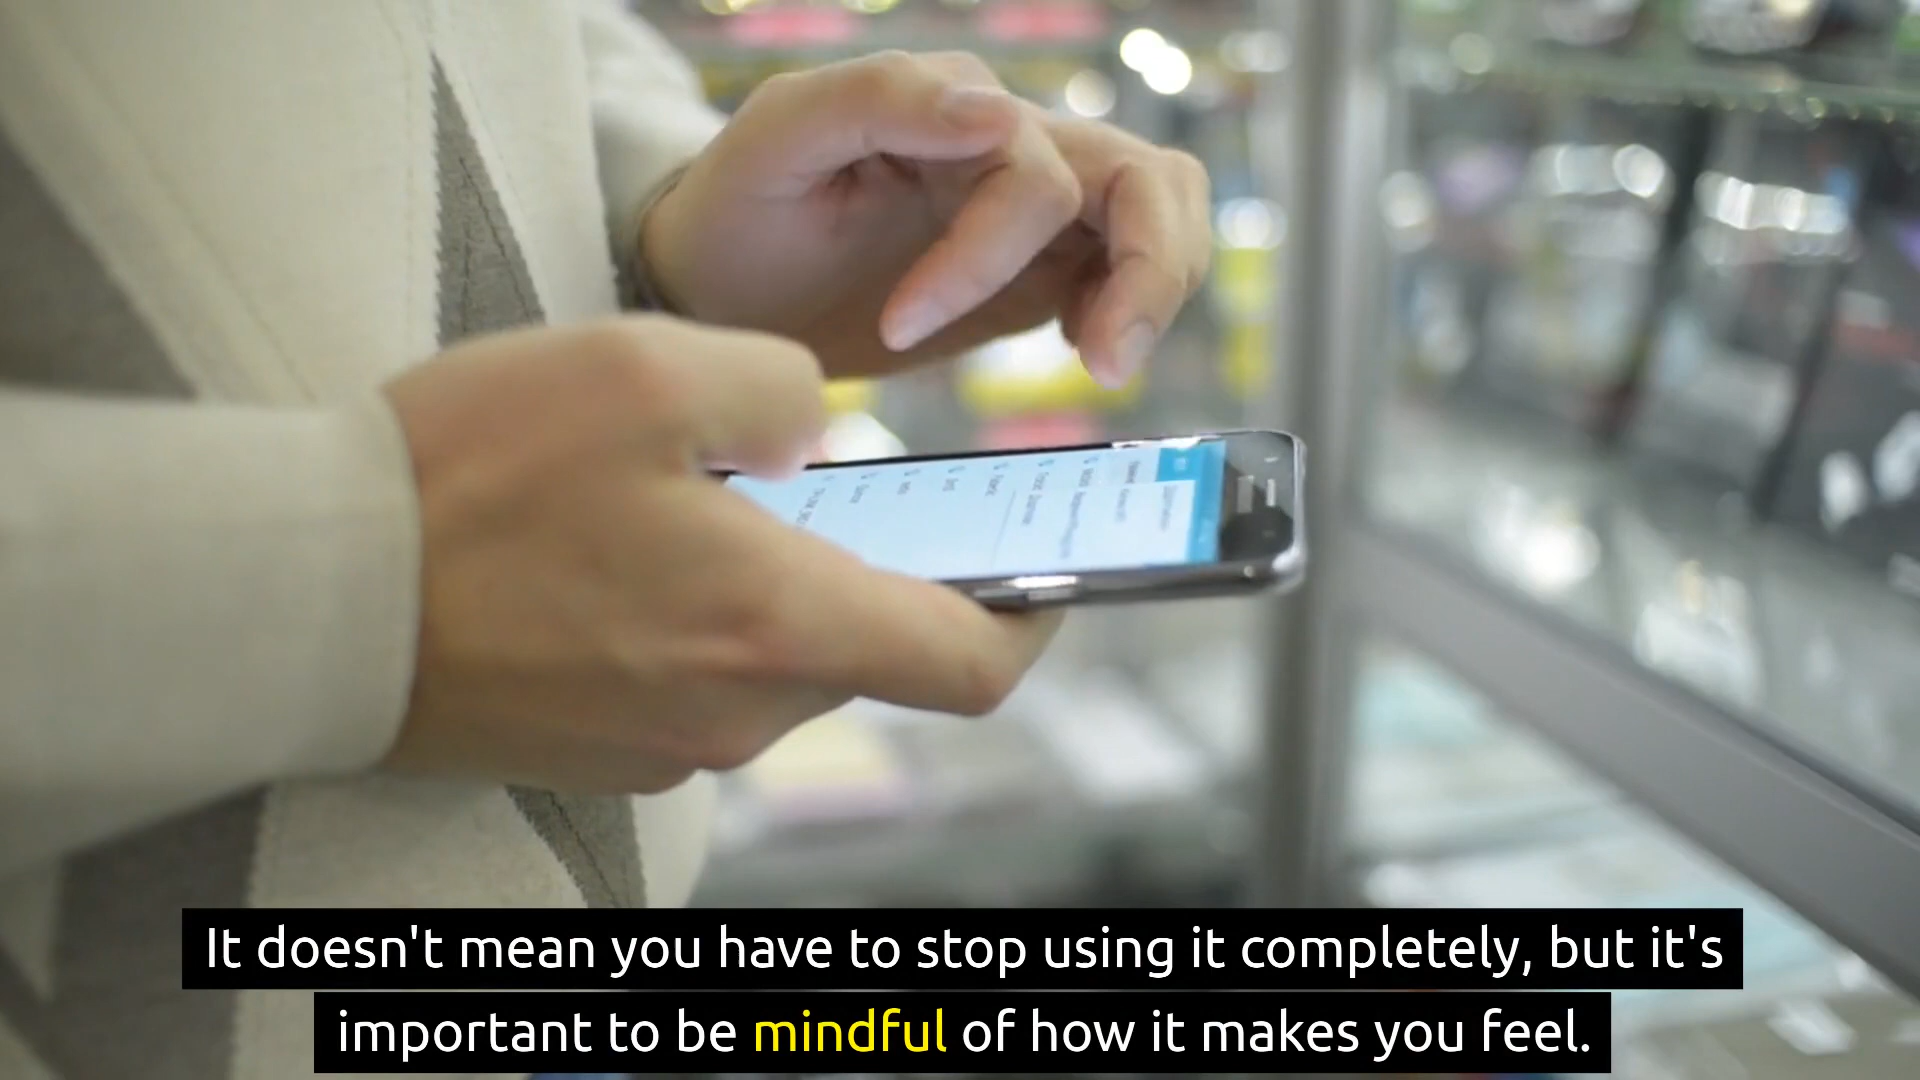 It doesn't mean you have to stop using it completely, but it's
important to be mindful of how it makes you feel.